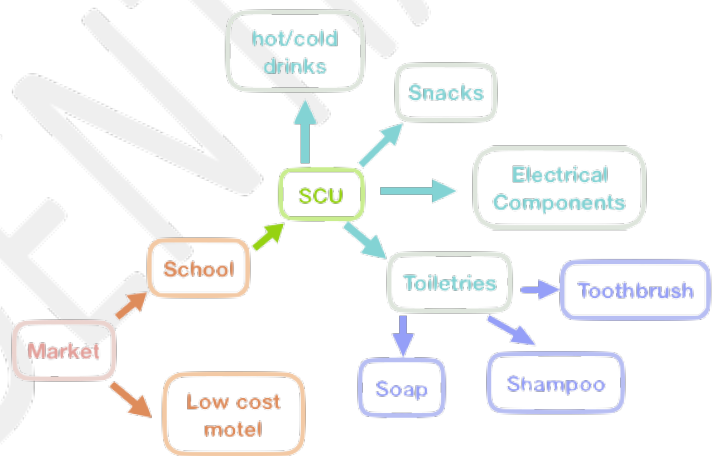 hot/cold
drinks
Snacks
Electrical
Components
SCU
School
Toiletries
Toothbrush
Market
Soap
Shampoo
Low cost
motel